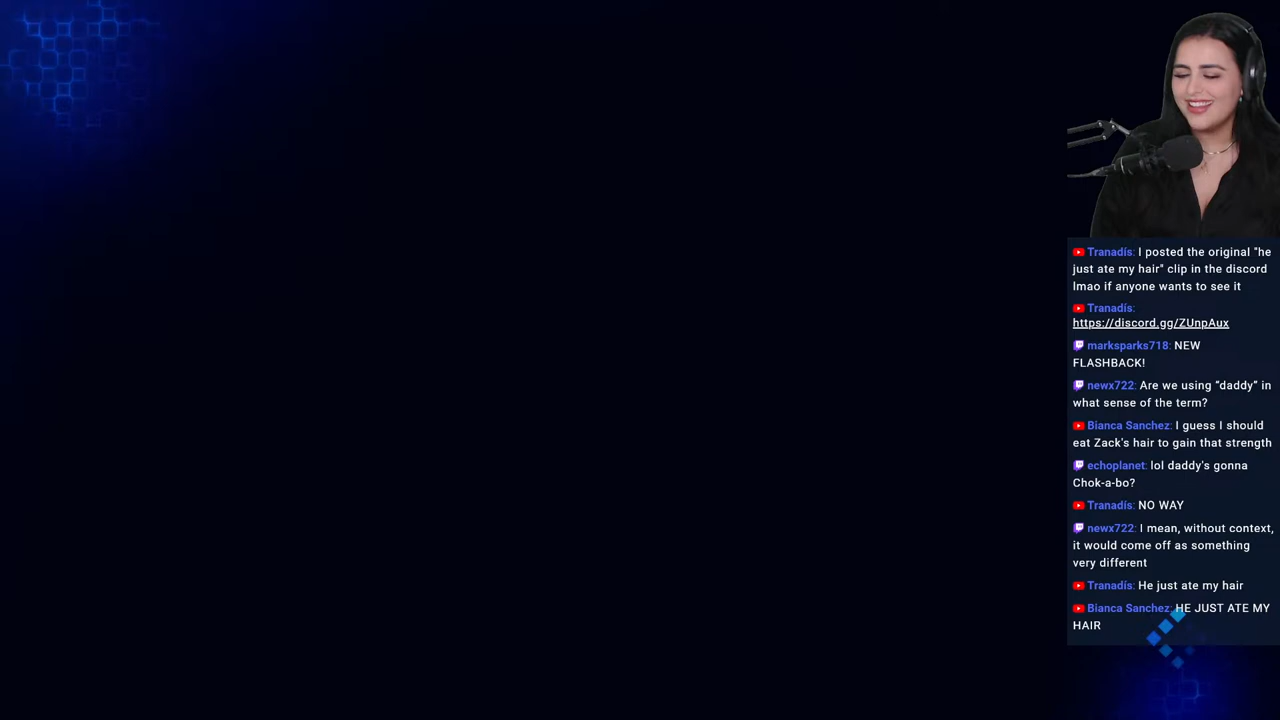 Tranadís: I posted the original "he
just ate my hair" clip in the discord
lmao if anyone wants to see it
Tranadís:
https://discord.gg/ZUnpAux
marksparks718: NEW
FLASHBACK!
newx722: Are we using “daddy” in
what sense of the term?
Bianca Sanchez: I guess I should
eat Zack's hair to gain that strength
echoplanet: lol daddy's gonna
Chok-a-bo?
Tranadís: NO WAY
newx722: I mean, without context,
it would come off as something
very different
Tranadís: He just ate my hair
Bianca Sanchez: HE JUST ATE MY
HAIR